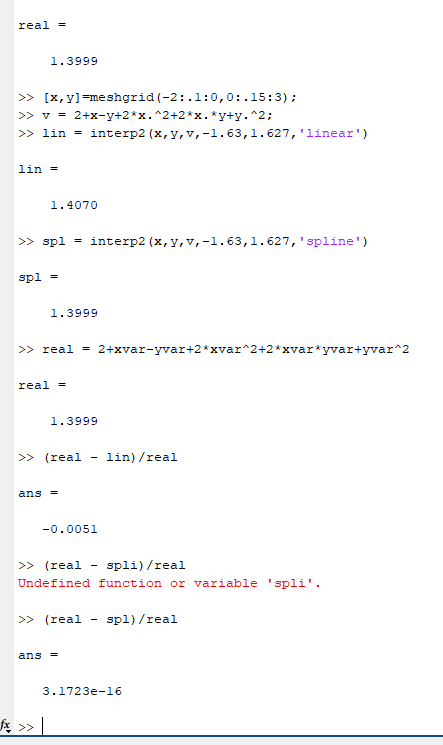 real =
1.3999
>> [x,y]=meshgrid(-2:.1:0,0:.15:3);
>> v = 2+x-y+2*x.^2+2*x.*y+y.^2;
>> lin = interp2(x,y,v,-1.63,1.627,'linear')
lin =
1.4070
>> spl = interp2(x,y,v,-1.63,1.627,'spline')
spl =
1.3999
>> real = 2+xvar-yvar+2*xvar^2+2*xvar*yvar+yvar^2
real =
1.3999
>> (real - lin)/real
ans =
-0.0051
>> (real - spli)/real
Undefined function or variable 'spli'.
>> (real - spl)/real
ans =
3.1723e-16
fx >>